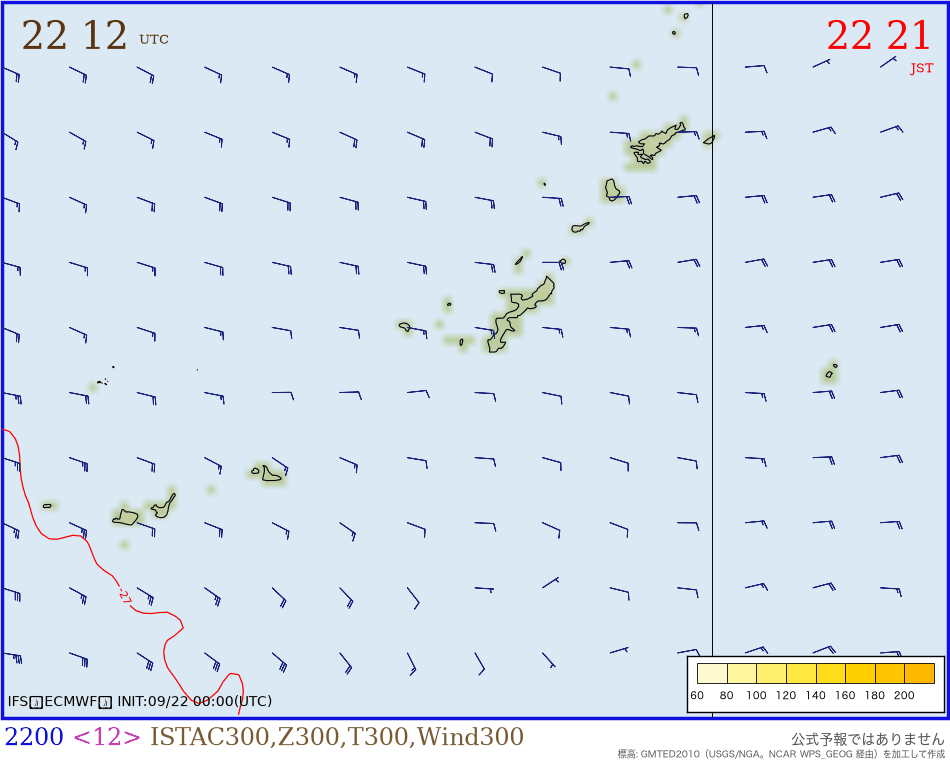 22 12 UTC
22 21
JST
-27
60 80 100 120 140 160 180 200
IFS ECMWF INIT:09/22 00:00(UTC)
2200 <12> ISTAC300,Z300,T300,Wind300
公式予報ではありません
標高: GMTED2010（USGS/NGA。NCAR WPS_GEOG 経由）を加工して作成